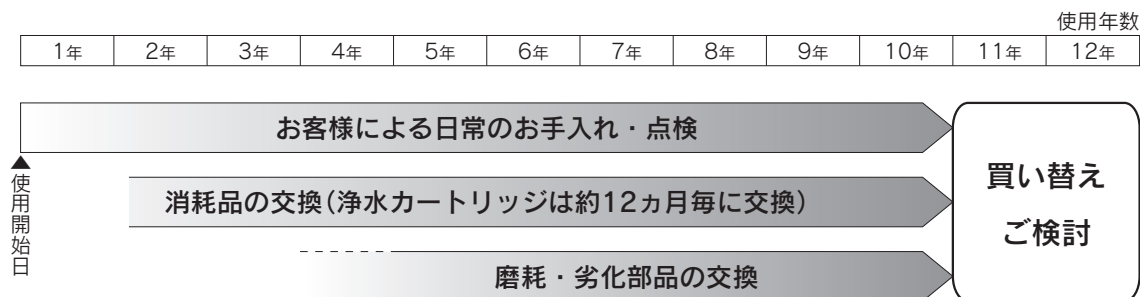 使用年数
1年 2年 3年 4年 5年 6年 7年 8年 9年 10年 11年 12年
お客様による日常のお手入れ・点検
使用開始日
消耗品の交換(浄水カートリッジは約12ヵ月毎に交換)
磨耗・劣化部品の交換
買い替え
ご検討